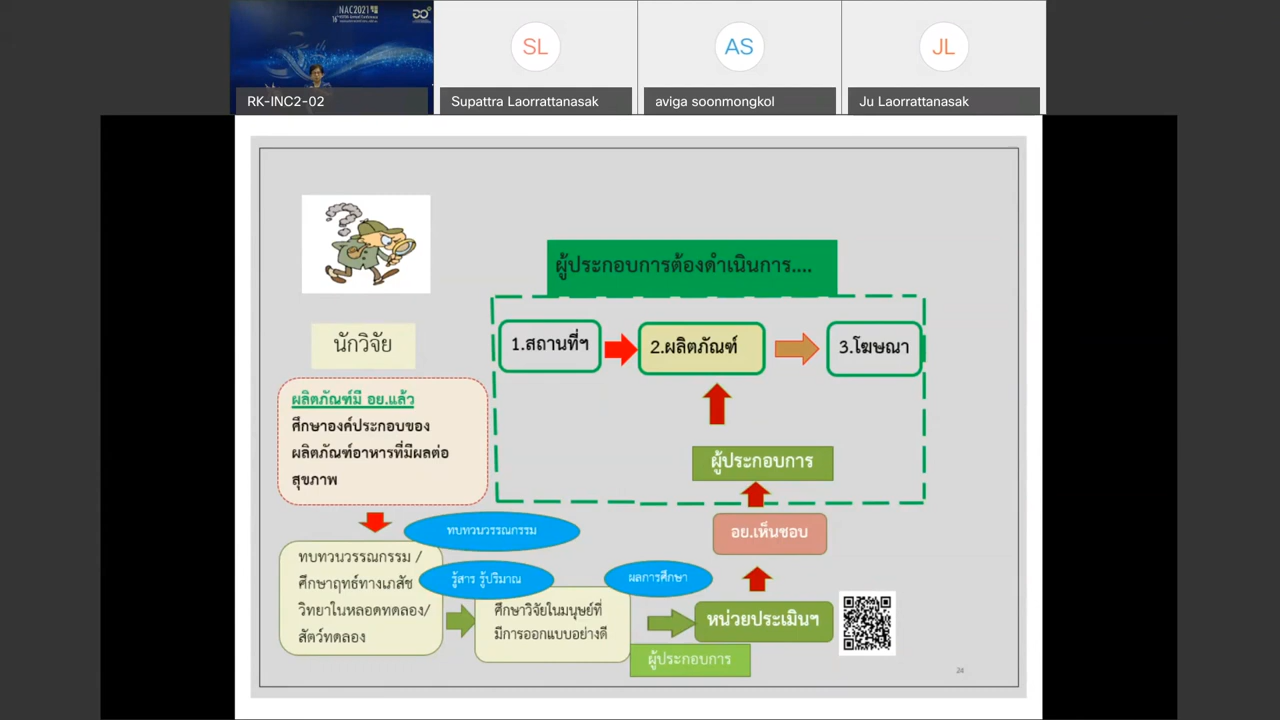 NAC2021
RK-INC2-02
SL
Supattra Laorrattanasak
AS
aviga soonmongkol
JL
Ju Laorrattanasak
ผู้ประกอบการต้องดำเนินการ....
1.สถานที่ฯ
2.ผลิตภัณฑ์
3.โฆษณา
นักวิจัย
ผลิตภัณฑ์มี อย.แล้ว
ศึกษาองค์ประกอบของ
ผลิตภัณฑ์อาหารที่มีผลต่อ
สุขภาพ
ผู้ประกอบการ
ทบทวนวรรณกรรม
อย.เห็นชอบ
ทบทวนวรรณกรรม /
ศึกษาฤทธ์ทางเภสัช
วิทยาในหลอดทดลอง/
สัตว์ทดลอง
รู้สาร รู้ปริมาณ
ผลการศึกษา
ศึกษาวิจัยในมนุษย์ที่
มีการออกแบบอย่างดี
หน่วยประเมินฯ
ผู้ประกอบการ
24